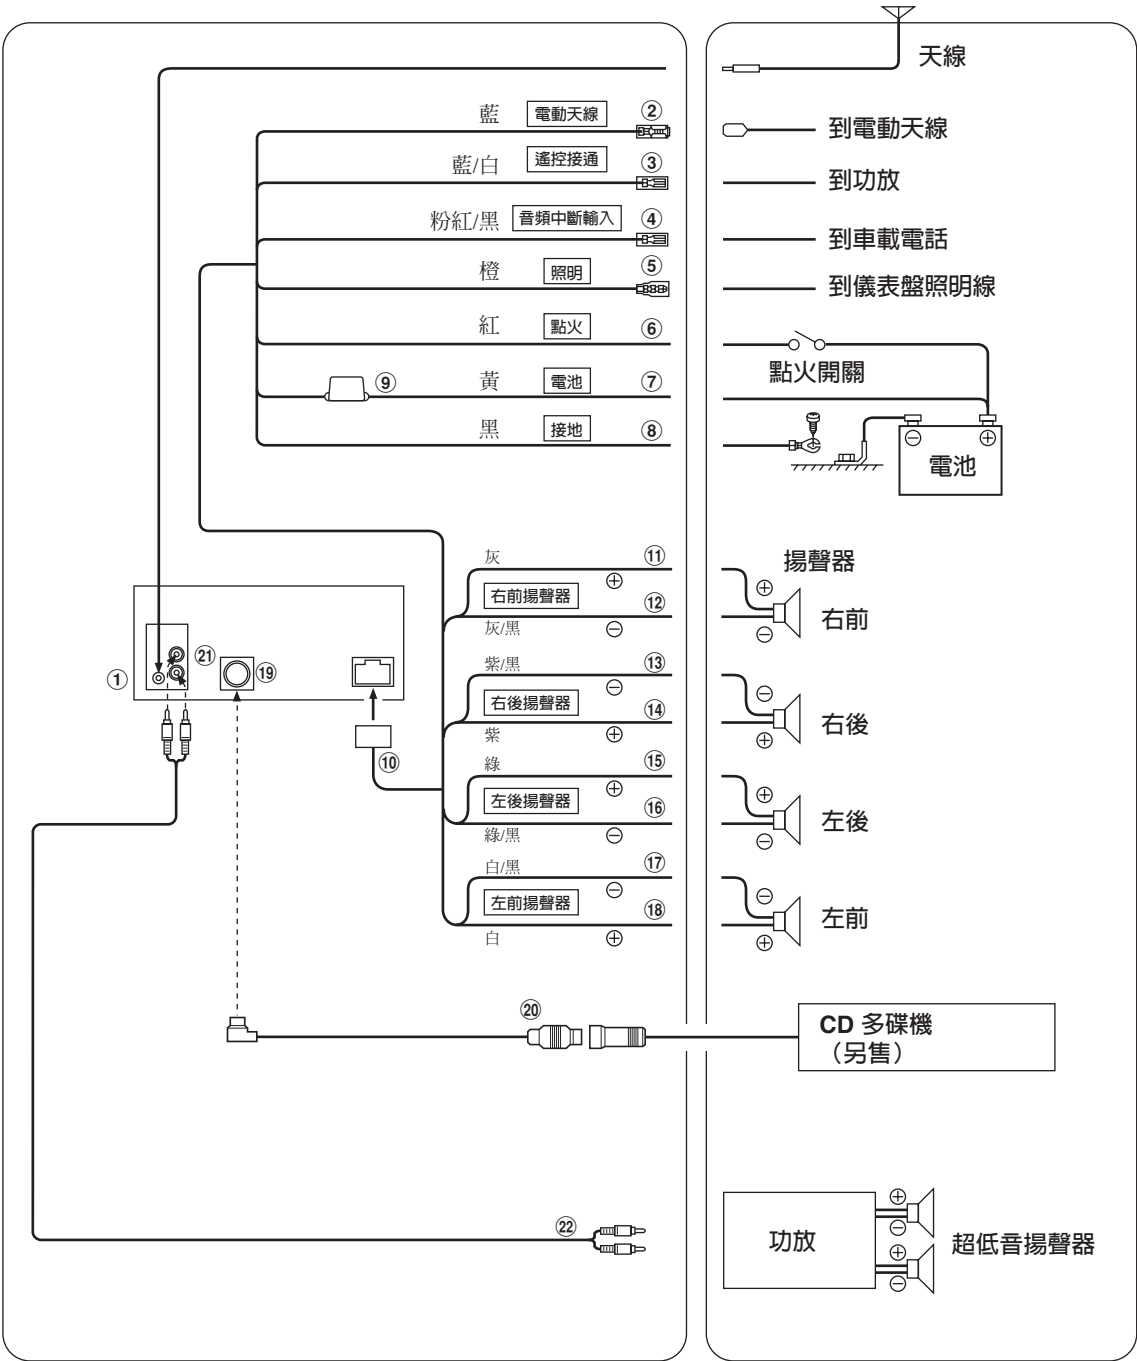 天線
藍 電動天線 ②
到電動天線
藍/白 遙控接通 ③
到功放
粉紅/黑 音頻中斷輸入 ④
到車載電話
橙 照明 ⑤
到儀表盤照明線
紅 點火 ⑥
點火開關
⑨ 黃 電池 ⑦
黑 接地 ⑧
⊖ ⊕
電池
揚聲器
灰 ⑪
⊕ ⊕
右前揚聲器 ⑫
右前
灰/黑 ⊖ ⊖
① ㉑ ⑲
紫/黑 ⑬
⊖ ⊖
右後揚聲器 ⑭
右後
紫 ⊕ ⊕
⑩
綠 ⑮
⊕ ⊕
左後揚聲器 ⑯
左後
綠/黑 ⊖ ⊖
白/黑 ⑰
⊖ ⊖
左前揚聲器 ⑱
左前
白 ⊕ ⊕
⑳
CD 多碟機
（另售）
㉒
功放
⊕
⊖
⊕
⊖
超低音揚聲器